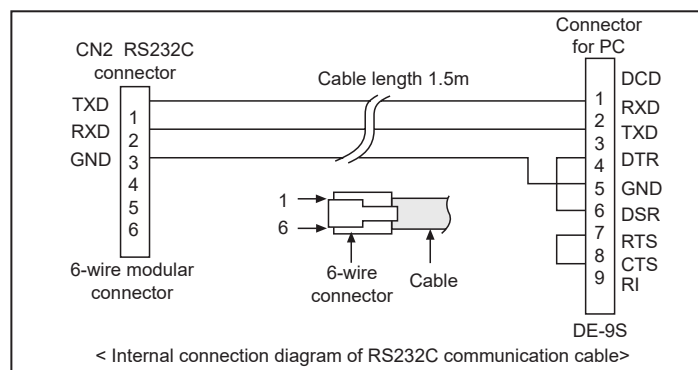 CN2 RS232C
connector
TXD
RXD
GND
1
2
3
4
5
6
6-wire modular
connector
Cable length 1.5m
1
6
6-wire
connector
Cable
Connector
for PC
1
2
3
4
5
6
7
8
9
DCD
RXD
TXD
DTR
GND
DSR
RTS
CTS
RI
DE-9S
< Internal connection diagram of RS232C communication cable>